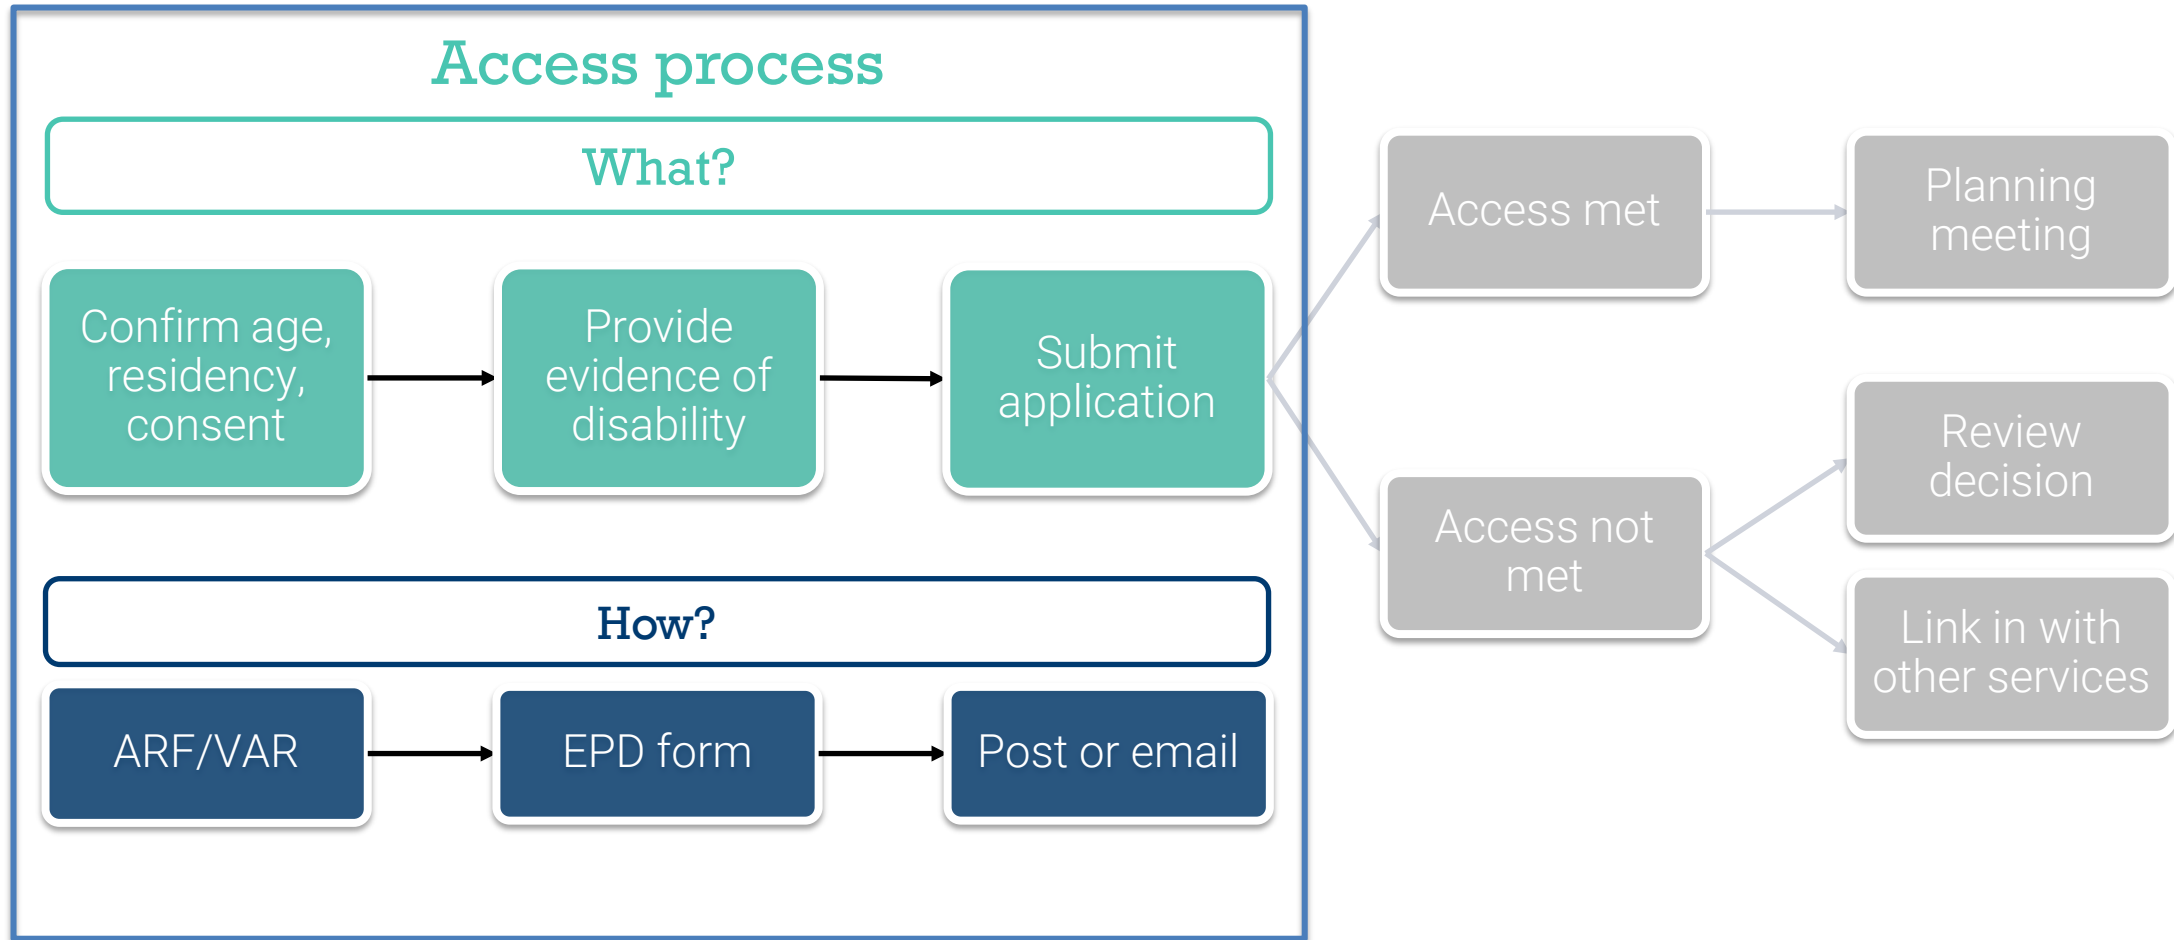 Access process
What?
Confirm age,
residency,
consent
Provide
evidence of
disability
Submit
application
How?
ARF/VAR
EPD form
Post or email
Access met
Planning
meeting
Access not
met
Review
decision
Link in with
other services